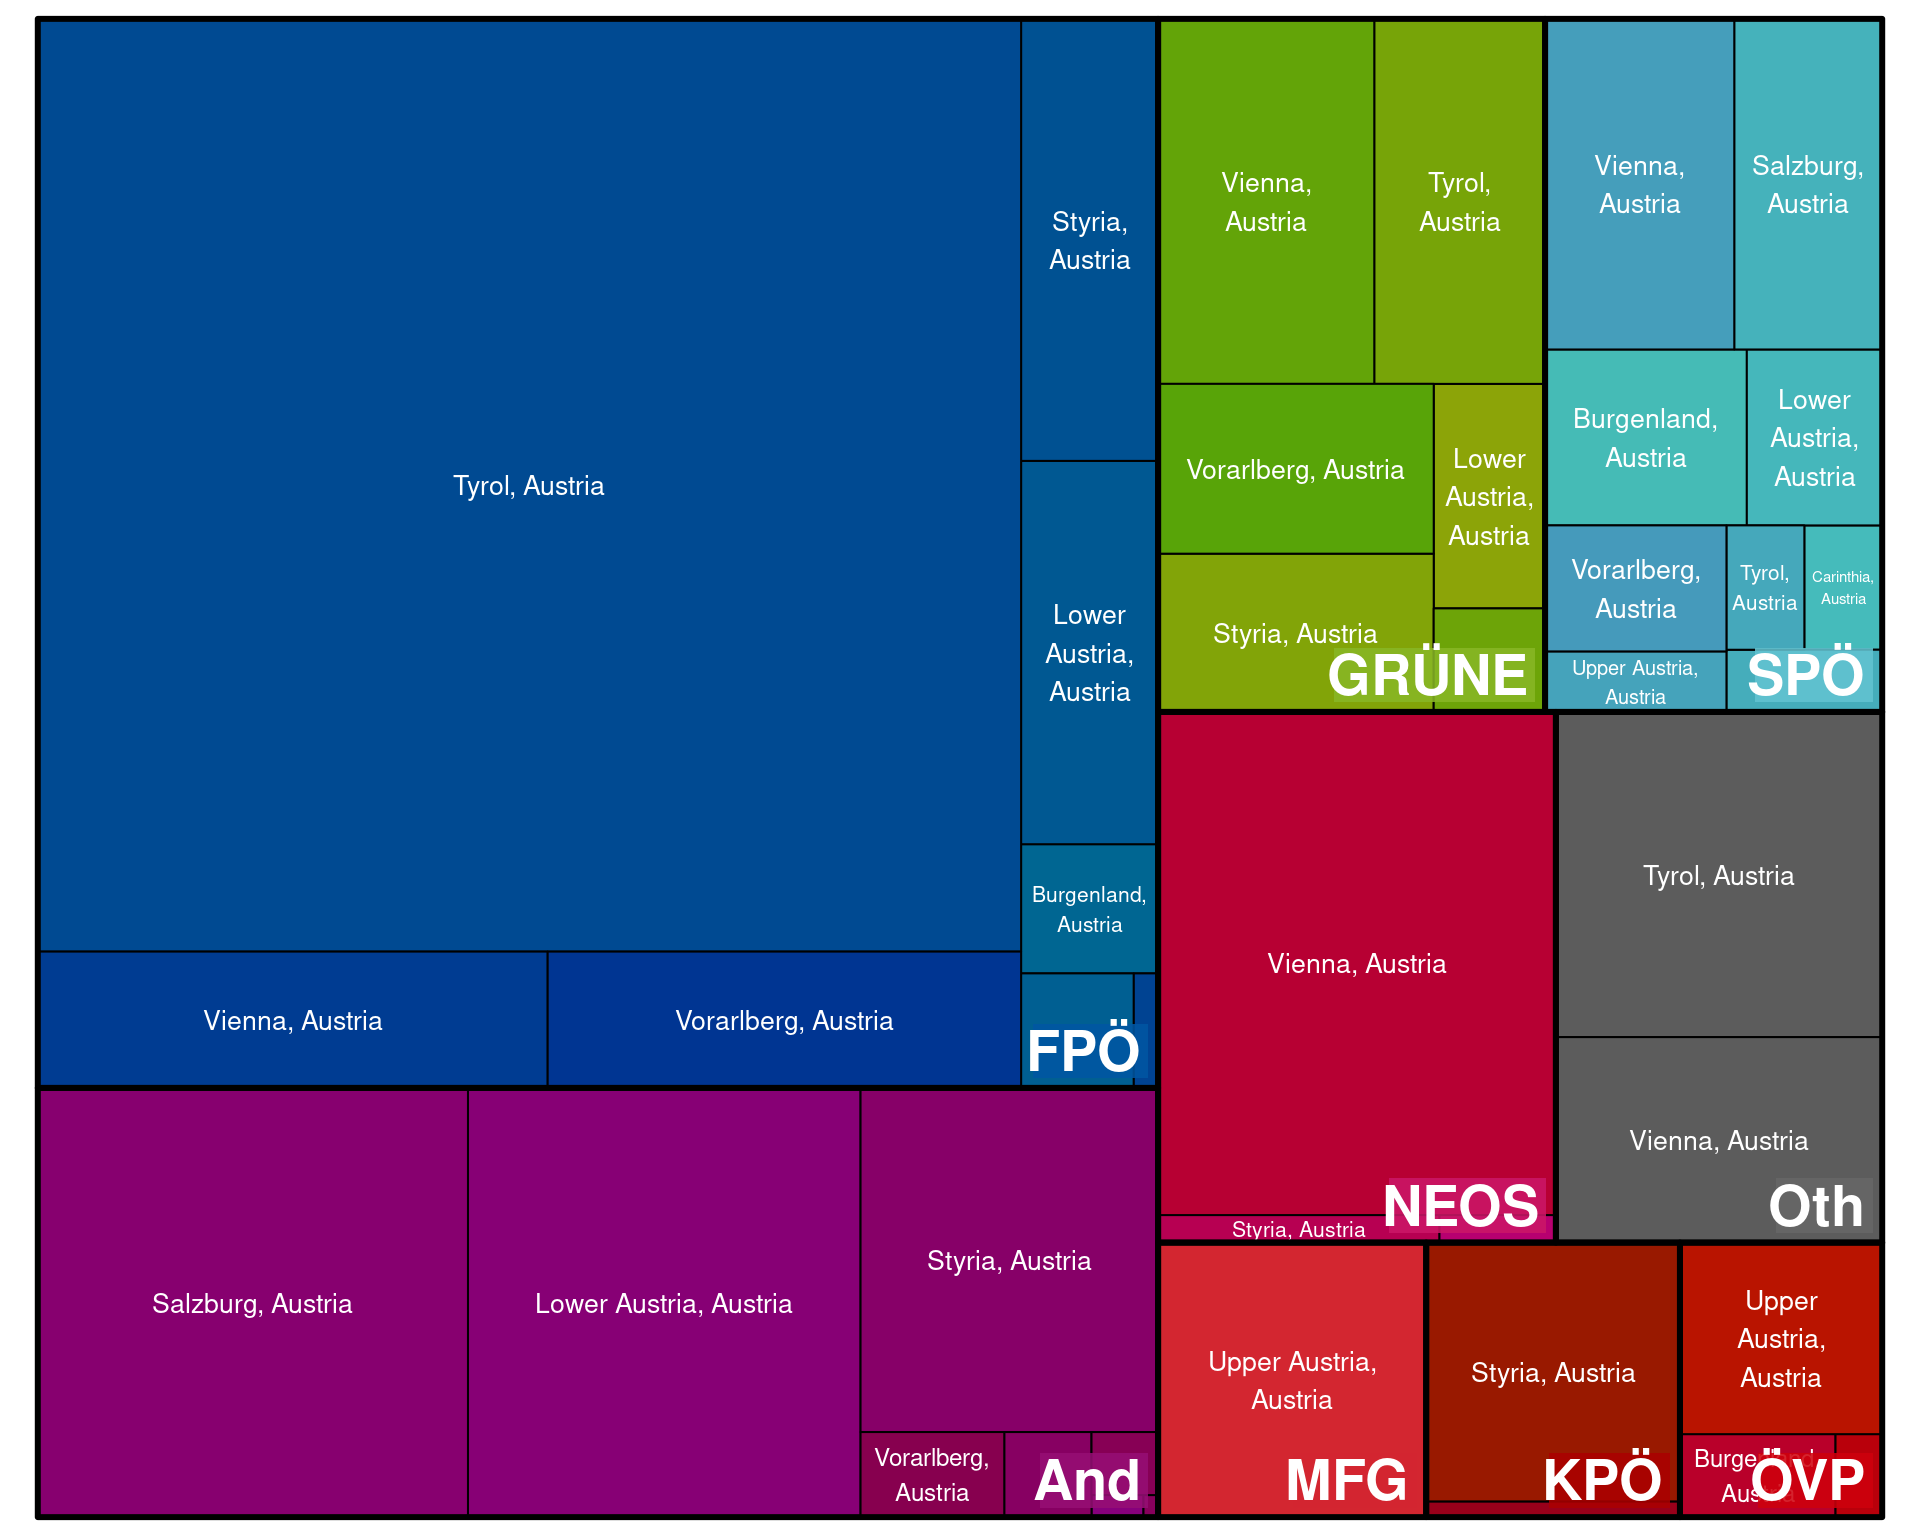 Tyrol, Austria
Styria,
Austria
Lower
Austria,
Austria
Burgenland,
Austria
Vienna, Austria
Vorarlberg, Austria
FPÖ
Salzburg, Austria
Lower Austria, Austria
Styria, Austria
Vorarlberg,
Austria
And
Vienna,
Austria
Tyrol,
Austria
Vorarlberg, Austria
Lower
Austria,
Austria
Styria, Austria
GRÜNE
Vienna,
Austria
Salzburg,
Austria
Burgenland,
Austria
Lower
Austria,
Austria
Vorarlberg,
Austria
Tyrol,
Austria
Carinthia,
Austria
Upper Austria,
Austria
SPÖ
Vienna, Austria
Styria, Austria
NEOS
Tyrol, Austria
Vienna, Austria
Oth
Upper Austria,
Austria
MFG
Styria, Austria
KPÖ
Upper
Austria,
Austria
Burgenland,
Austria
ÖVP